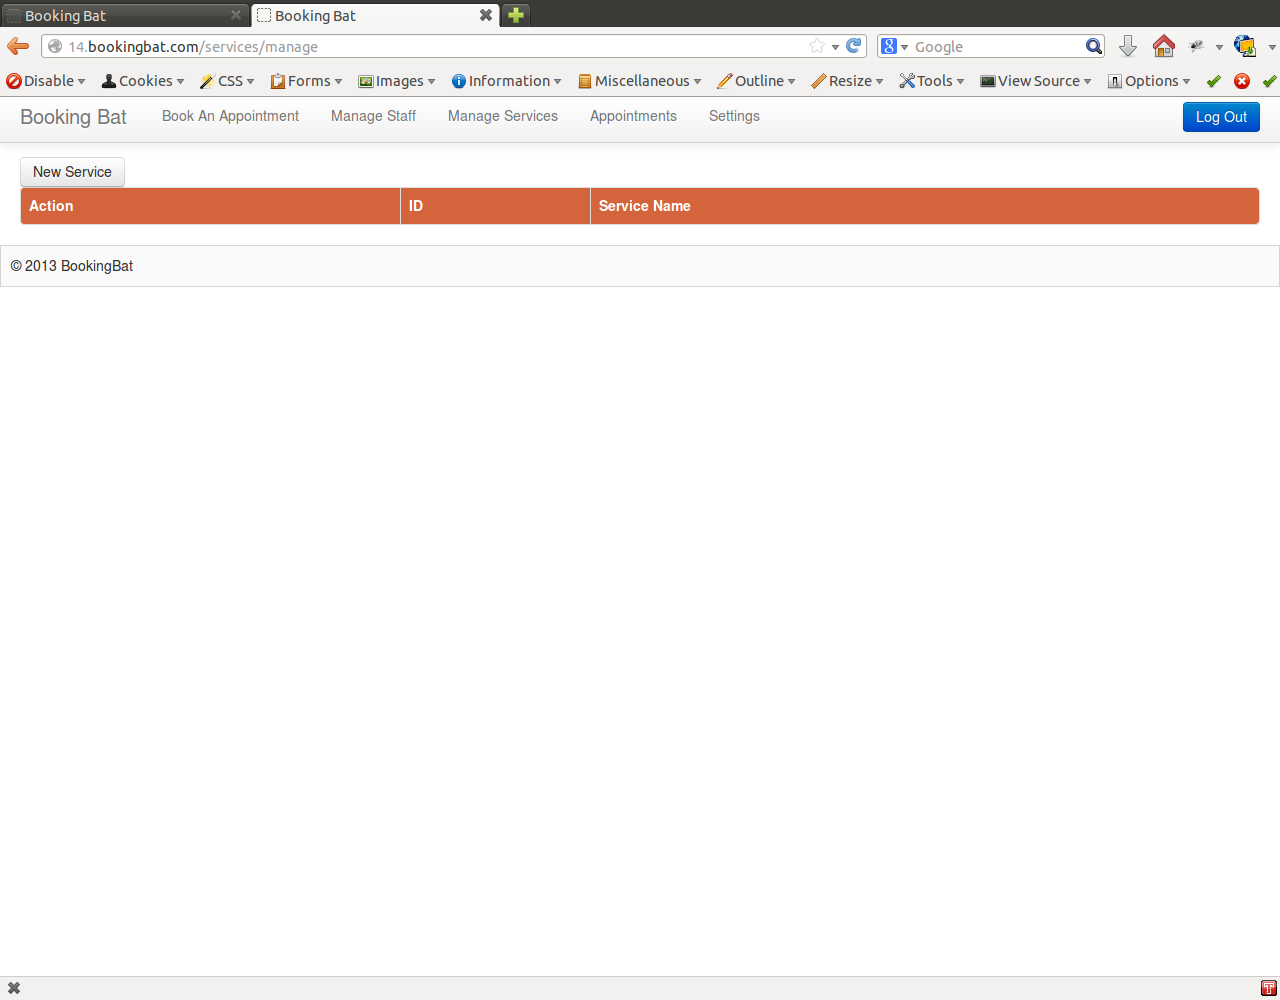 Booking Bat Booking Bat
14.bookingbat.com/services/manage Google
Disable Cookies CSS Forms Images Information Miscellaneous Outline Resize Tools View Source Options
Booking Bat Book An Appointment Manage Staff Manage Services Appointments Settings Log Out
New Service
Action ID Service Name
© 2013 BookingBat